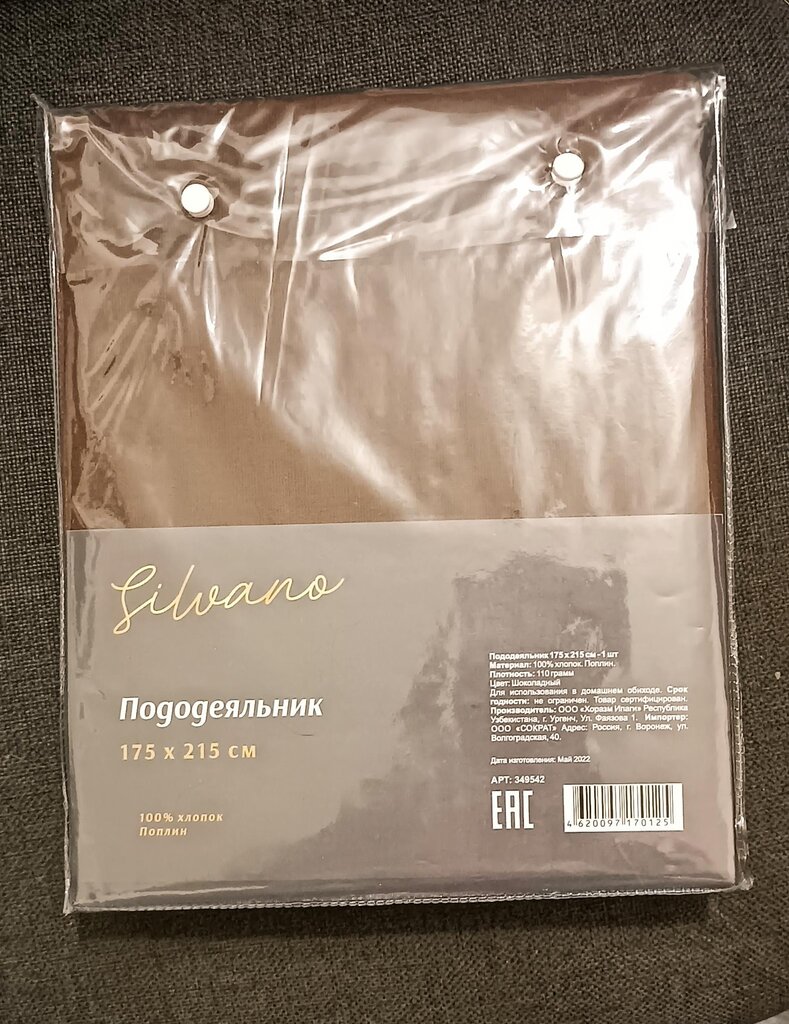 Silvano
Пододеяльник
175 x 215 см
100% хлопок
Поплин
Пододеяльник 175 x 215 см - 1 шт
Материал: 100% хлопок. Поплин.
Плотность: 110 грамм
Цвет: Шоколадный
Для использования в домашнем обиходе. Срок
годности: не ограничен. Товар сертифицирован.
Производитель: ООО «Хоразм Ипаги» Республика
Узбекистана, г. Ургенч, Ул. Фаязова 1. Импортер:
ООО «СОКРАТ» Адрес: Россия, г. Воронеж, ул.
Волгоградская, 40.
Дата изготовления: Май 2022
АРТ: 349542
EAC
4 620097 170125